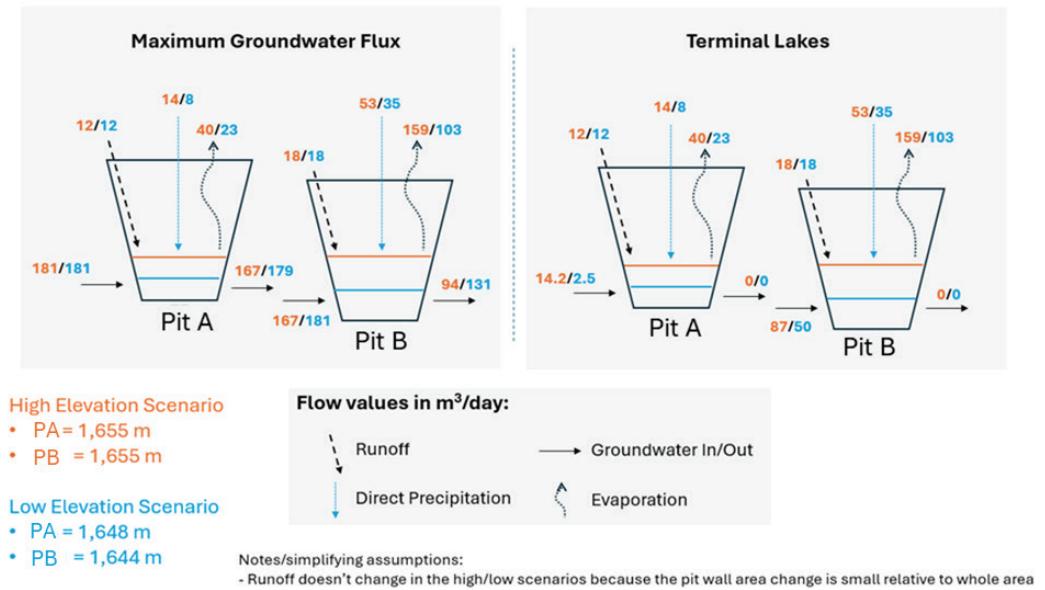 Maximum Groundwater Flux
14/8
12/12
40/23
53/35
159/103
18/18
181/181
167/179
94/131
167/181
Pit A
Pit B
Terminal Lakes
14/8
12/12
40/23
53/35
159/103
18/18
14.2/2.5
0/0
0/0
87/50
Pit A
Pit B
High Elevation Scenario
• PA = 1,655 m
• PB = 1,655 m
Low Elevation Scenario
• PA = 1,648 m
• PB = 1,644 m
Flow values in m³/day:
Runoff
Groundwater In/Out
Direct Precipitation
Evaporation
Notes/simplifying assumptions:
- Runoff doesn't change in the high/low scenarios because the pit wall area change is small relative to whole area